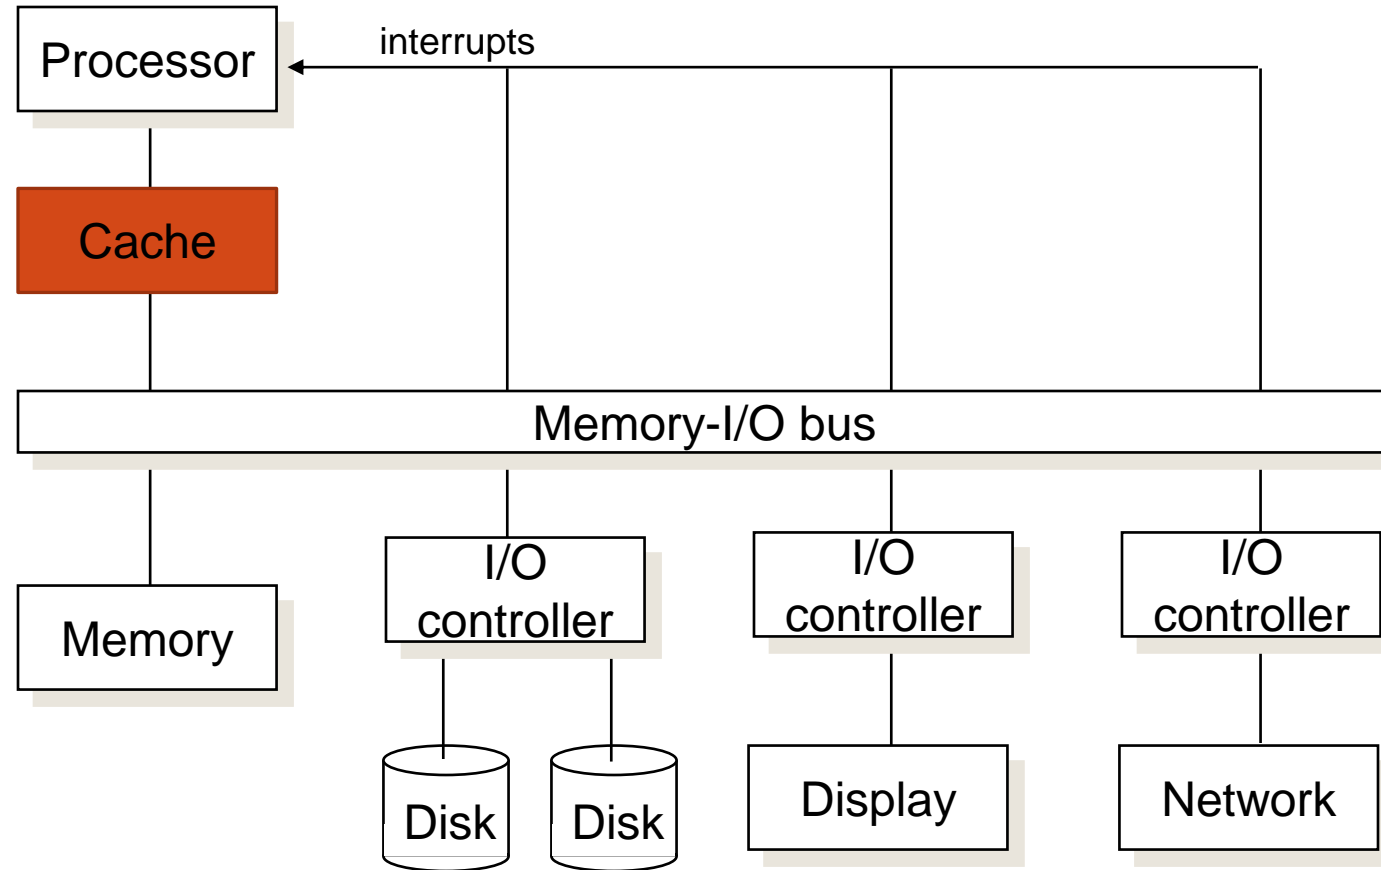 Processor
interrupts
Cache
Memory-I/O bus
Memory
I/O
controller
I/O
controller
I/O
controller
Disk
Disk
Display
Network